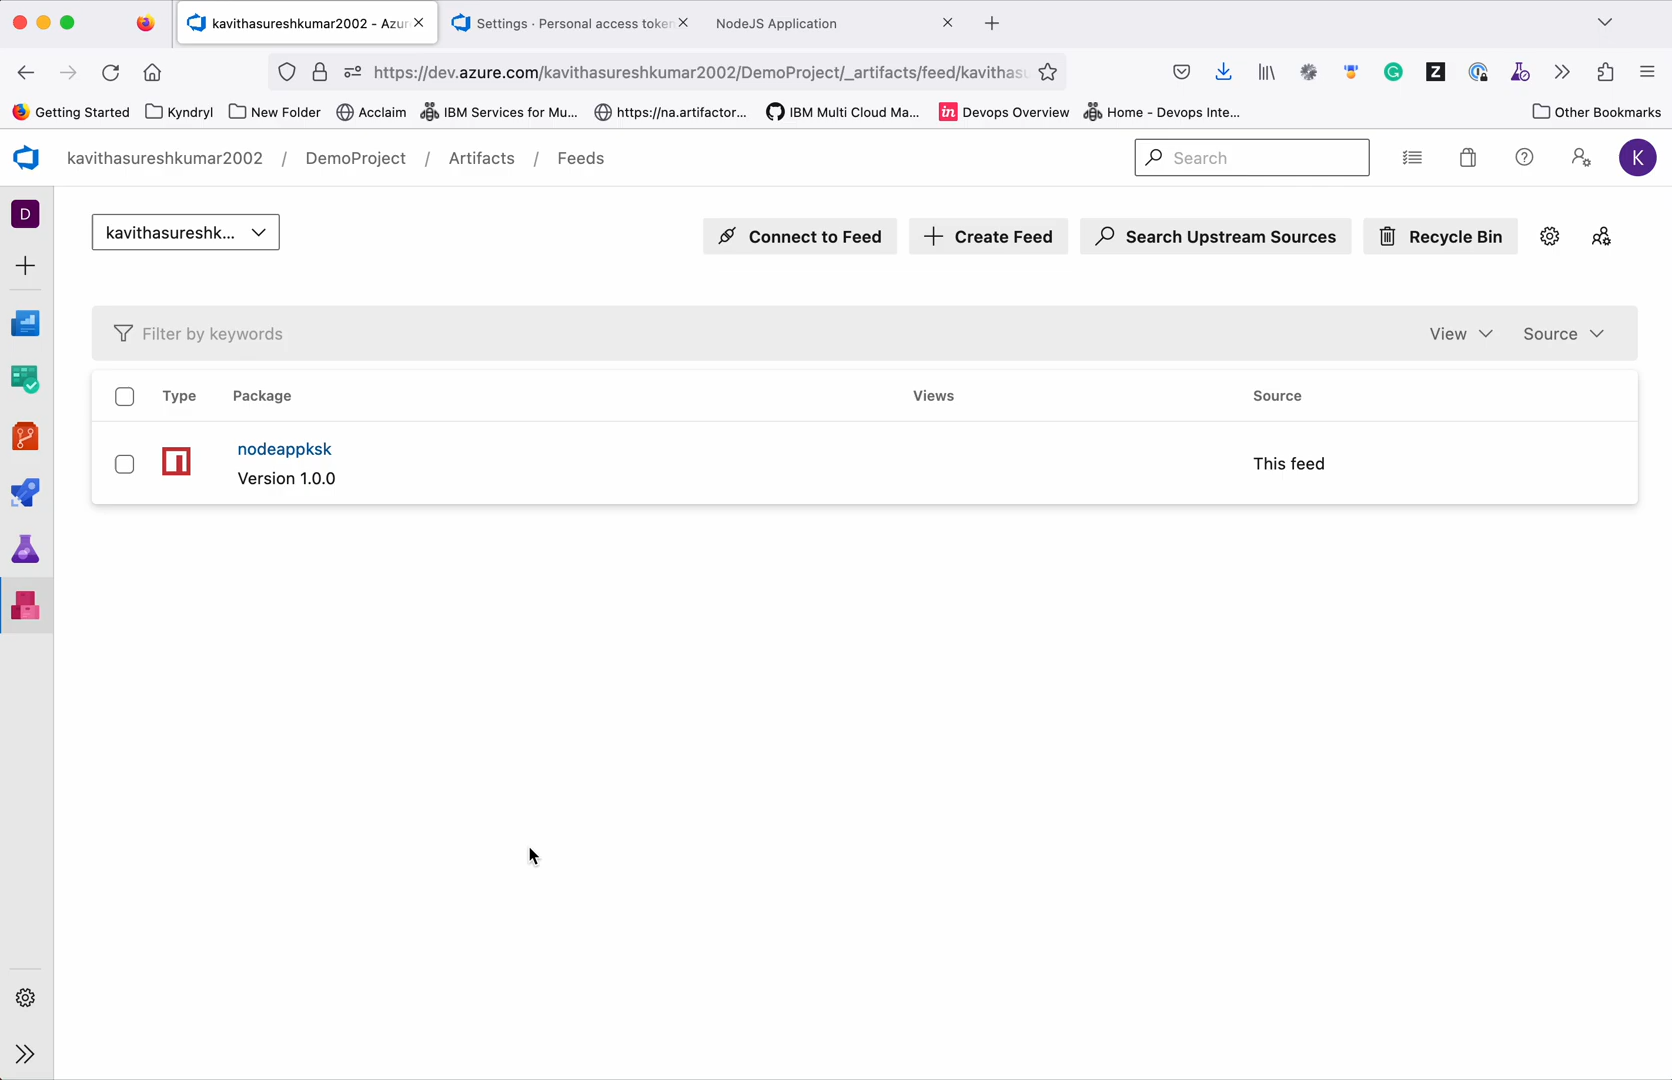 kavithasureshkumar2002 - Azur
Settings · Personal access token
NodeJS Application
https://dev.azure.com/kavithasureshkumar2002/DemoProject/_artifacts/feed/kavithasu
Z
Getting Started
Kyndryl
New Folder
Acclaim
IBM Services for Mu...
https://na.artifactor...
IBM Multi Cloud Ma...
in
Devops Overview
Home - Devops Inte...
Other Bookmarks
kavithasureshkumar2002 / DemoProject / Artifacts / Feeds
Search
K
D
kavithasureshk...
Connect to Feed
Create Feed
Search Upstream Sources
Recycle Bin
Filter by keywords
View
Source
Type Package Views Source
nodeappksk
Version 1.0.0
This feed